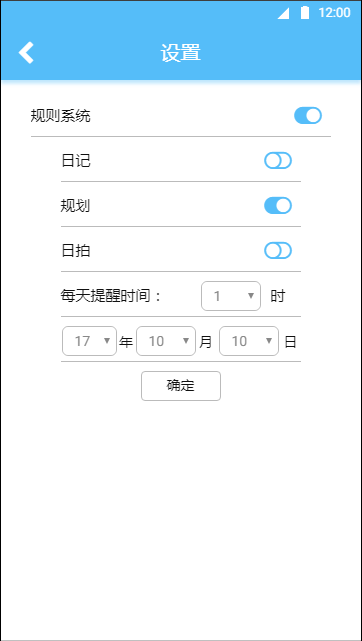 12:00
设置
规则系统
日记
规划
日拍
每天提醒时间： 1 时
17 年 10 月 10 日
确定